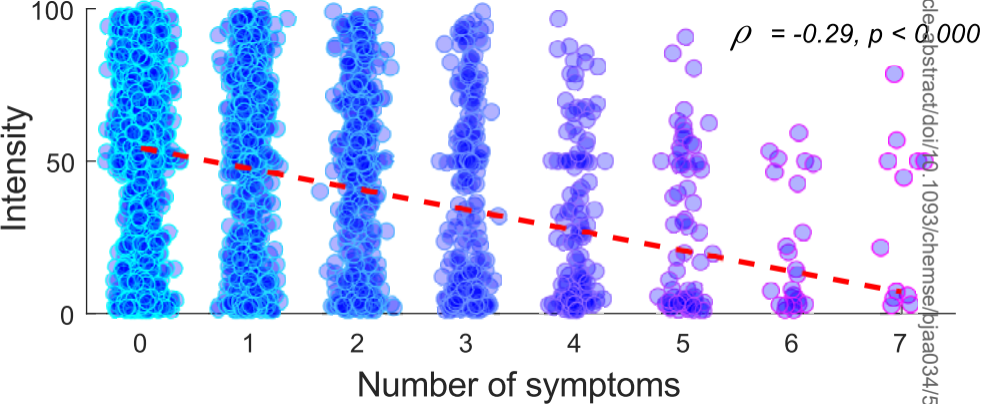 100
50
0
Intensity
ρ = -0.29, p < 0.000
0 1 2 3 4 5 6 7
Number of symptoms
cle-abstract/doi/10.1093/chemse/bjaa034/5